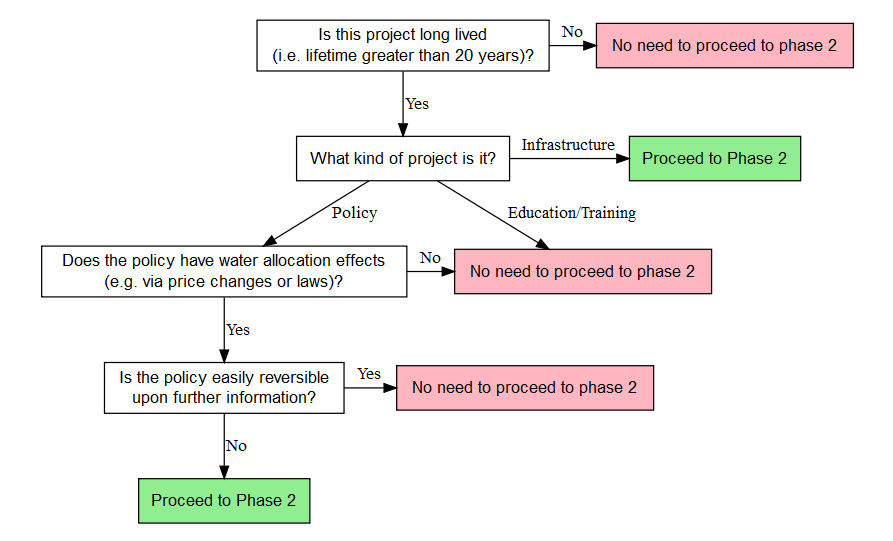 Is this project long lived
(i.e. lifetime greater than 20 years)?
No
No need to proceed to phase 2
Yes
What kind of project is it?
Infrastructure
Proceed to Phase 2
Policy
Education/Training
Does the policy have water allocation effects
(e.g. via price changes or laws)?
No
No need to proceed to phase 2
Yes
Is the policy easily reversible
upon further information?
Yes
No need to proceed to phase 2
No
Proceed to Phase 2